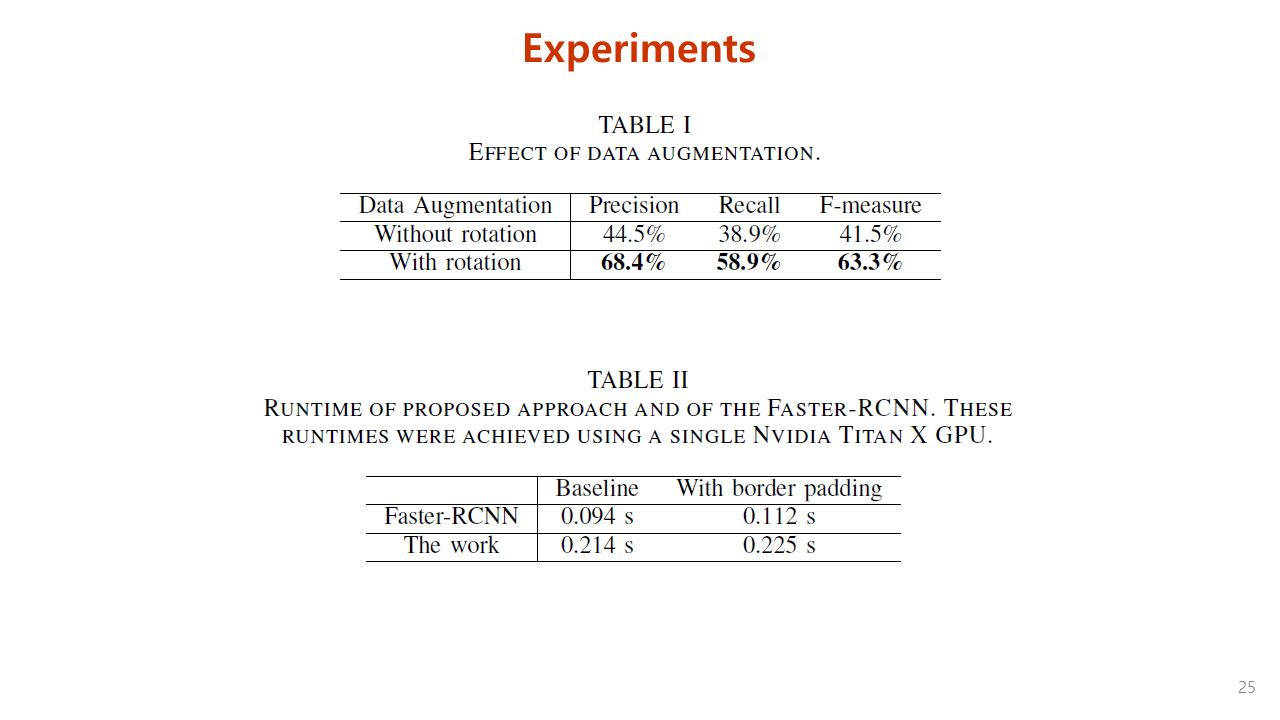 Experiments
TABLE I
EFFECT OF DATA AUGMENTATION.
Data Augmentation Precision Recall F-measure
Without rotation 44.5% 38.9% 41.5%
With rotation 68.4% 58.9% 63.3%
TABLE II
RUNTIME OF PROPOSED APPROACH AND OF THE FASTER-RCNN. THESE
RUNTIMES WERE ACHIEVED USING A SINGLE NVIDIA TITAN X GPU.
Baseline With border padding
Faster-RCNN 0.094 s 0.112 s
The work 0.214 s 0.225 s
25